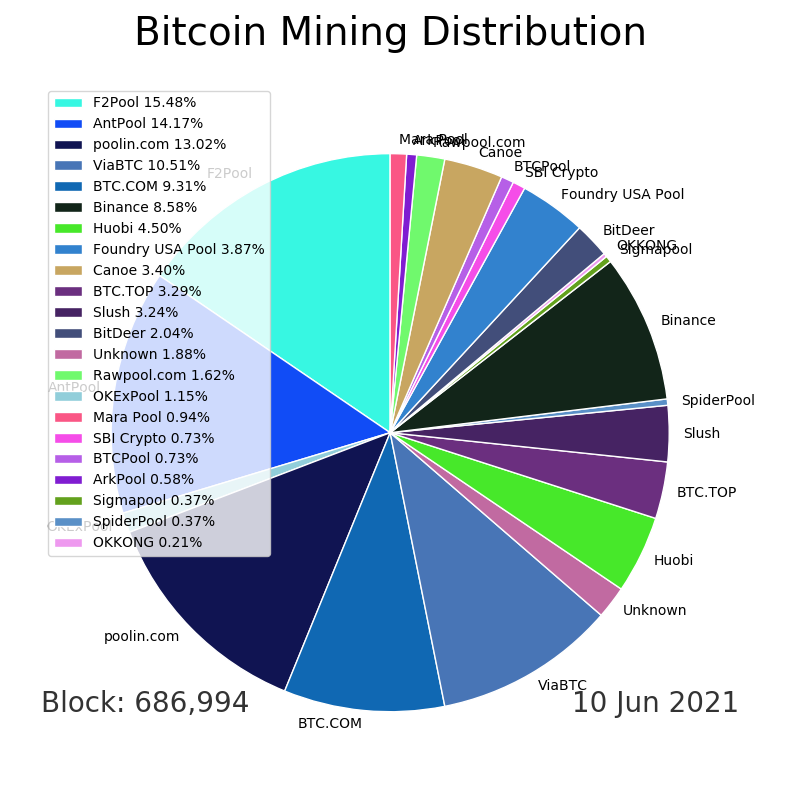 Bitcoin Mining Distribution
F2Pool 15.48%
AntPool 14.17%
poolin.com 13.02%
ViaBTC 10.51%
BTC.COM 9.31%
Binance 8.58%
Huobi 4.50%
Foundry USA Pool 3.87%
Canoe 3.40%
BTC.TOP 3.29%
Slush 3.24%
BitDeer 2.04%
Unknown 1.88%
Rawpool.com 1.62%
OKExPool 1.15%
Mara Pool 0.94%
SBI Crypto 0.73%
BTCPool 0.73%
ArkPool 0.58%
Sigmapool 0.37%
SpiderPool 0.37%
OKKONG 0.21%
Mara Pool
ArkPool
Rawpool.com
Canoe
BTCPool
SBI Crypto
Foundry USA Pool
BitDeer
OKKONG
Sigmapool
Binance
SpiderPool
Slush
BTC.TOP
Huobi
Unknown
ViaBTC
BTC.COM
poolin.com
OKExPool
AntPool
F2Pool
Block: 686,994
10 Jun 2021